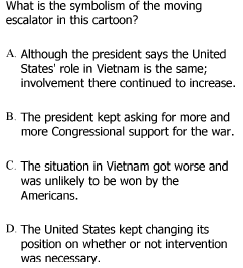 What is the symbolism of the moving
escalator in this cartoon?
A. Although the president says the United
States' role in Vietnam is the same;
involvement there continued to increase.
B. The president kept asking for more and
more Congressional support for the war.
C. The situation in Vietnam got worse and
was unlikely to be won by the
Americans.
D. The United States kept changing its
position on whether or not intervention
was necessary.